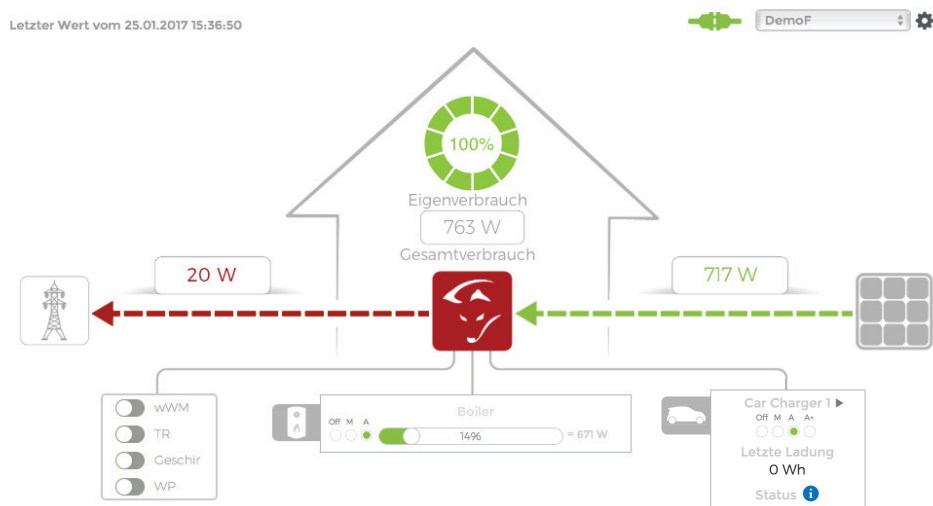 Letzter Wert vom 25.01.2017 15:36:50
DemoF
100%
Eigenverbrauch
763 W
Gesamtverbrauch
20 W
717 W
wWM
TR
Geschir
WP
Boiler
Off M A
14%
= 671 W
Car Charger 1
Off M A A+
Letzte Ladung
0 Wh
Status i